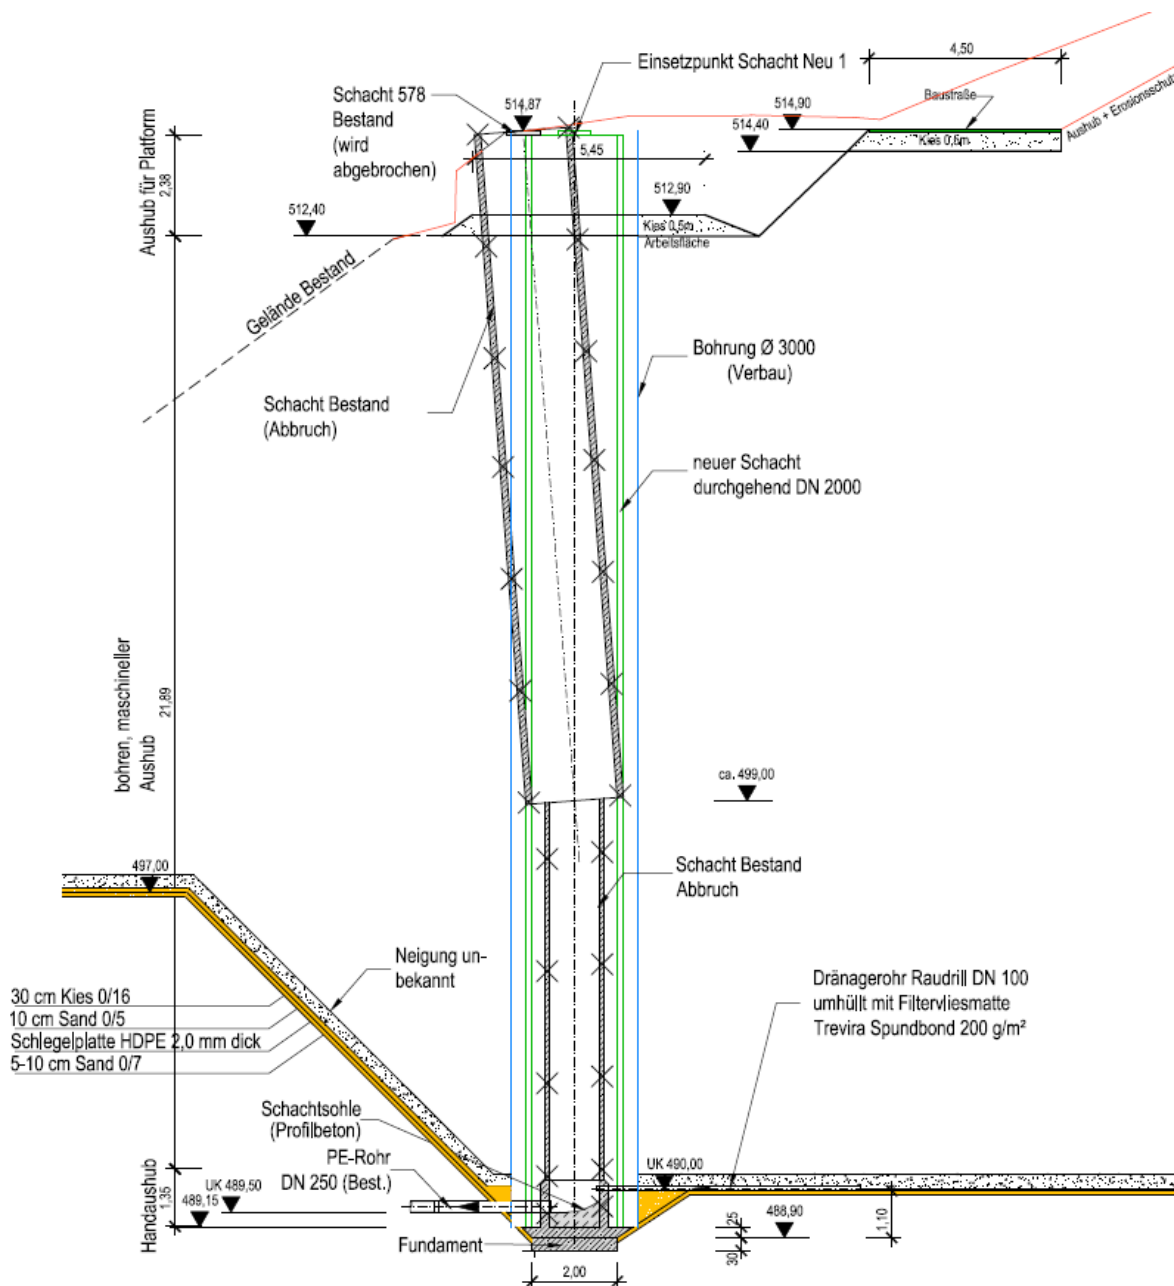 4,50
Einsetzpunkt Schacht Neu 1
Schacht 578
Bestand
(wird
abgebrochen)
514,87
514,90
Baustraße
514,40
Kies 0,6m
Aushub + Erosionsschutz
5,45
Aushub für Platform
2,38
512,40
512,90
Kies 0,5m
Arbeitsfläche
Gelände Bestand
Bohrung Ø 3000
(Verbau)
Schacht Bestand
(Abbruch)
neuer Schacht
durchgehend DN 2000
bohren, maschineller
Aushub
21,89
ca. 499,00
497,00
Schacht Bestand
Abbruch
Neigung un-
bekannt
Dränagerohr Raudrill DN 100
umhüllt mit Filtervliesmatte
Trevira Spundbond 200 g/m²
30 cm Kies 0/16
10 cm Sand 0/5
Schlegelplatte HDPE 2,0 mm dick
5-10 cm Sand 0/7
Schachtsohle
(Profilbeton)
PE-Rohr
DN 250 (Best.)
UK 490,00
Handaushub
1,35
UK 489,50
489,15
488,90
25
30
1,10
Fundament
2,00